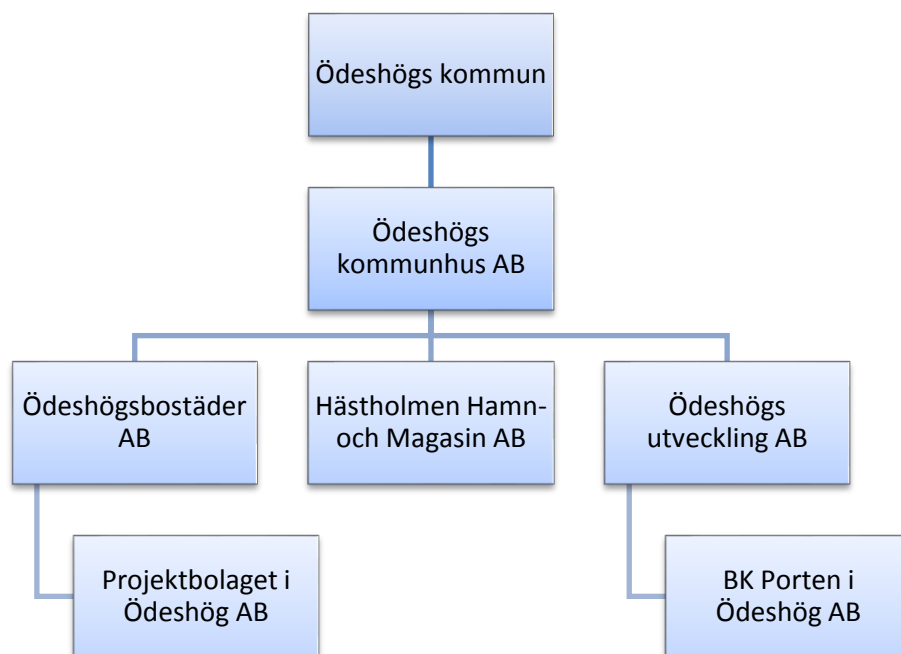 Ödeshögs kommun
Ödeshögs
kommunhus AB
Ödeshögsbostäder
AB
Hästholmen Hamn-
och Magasin AB
Ödeshögs
utveckling AB
Projektbolaget i
Ödeshög AB
BK Porten i
Ödeshög AB